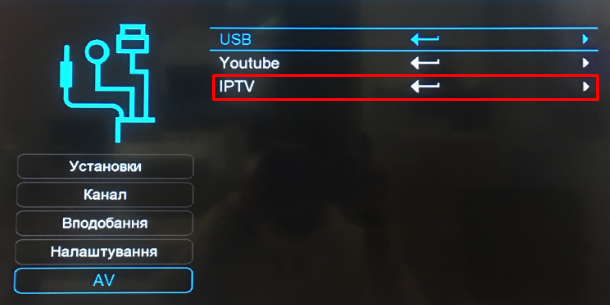 USB
Youtube
IPTV
Установки
Канал
Вподобання
Налаштування
AV